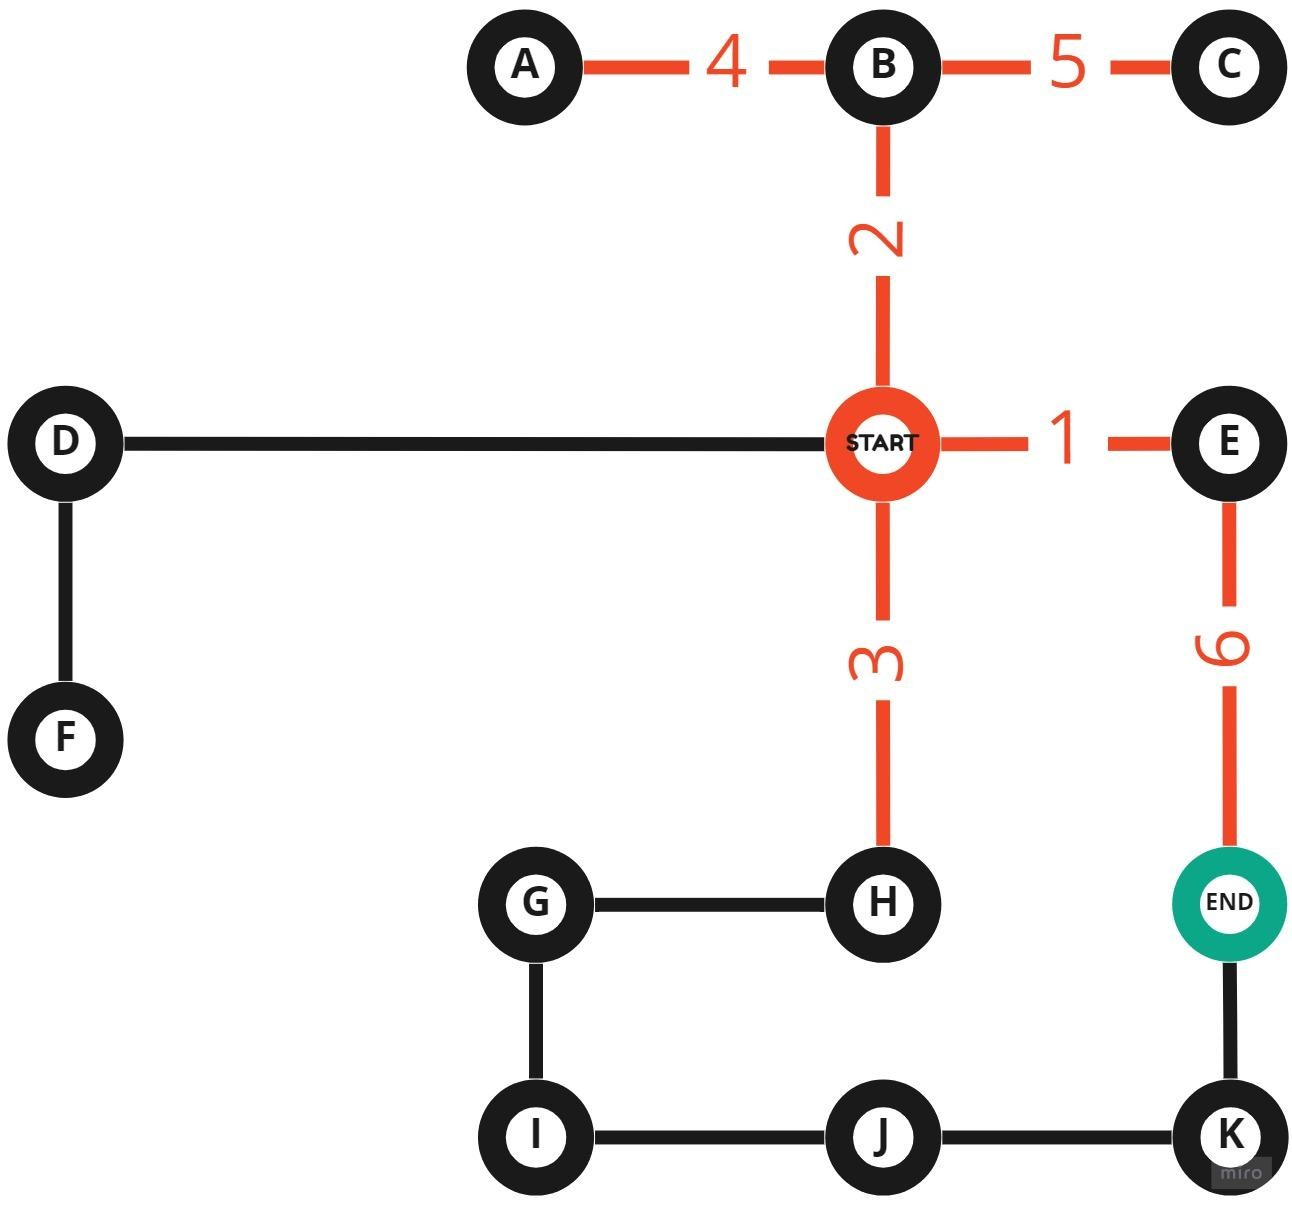 A 4 B 5 C
2
D START 1 E
3 6
F
G H END
I J K
miro